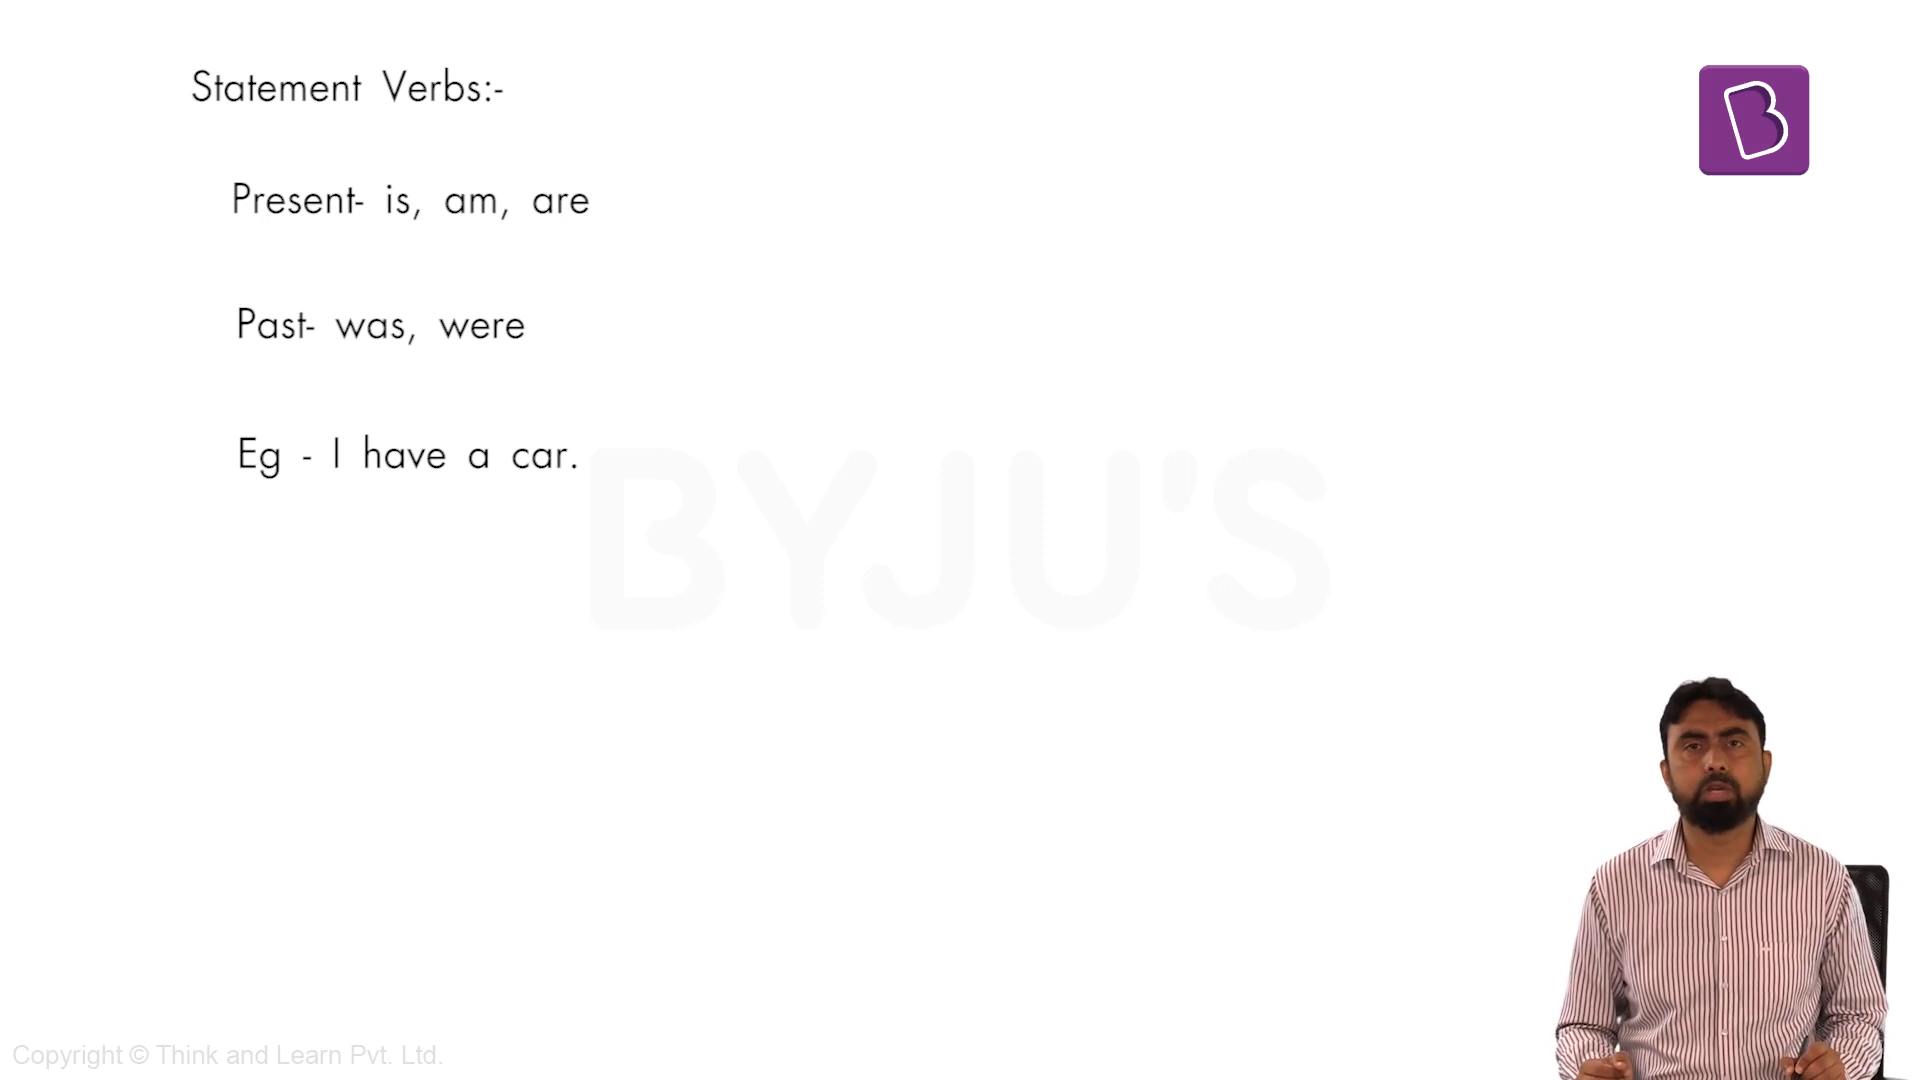 Statement Verbs:-
Present- is, am, are
Past- was, were
Eg - I have a car.
BYJU'S
Copyright © Think and Learn Pvt. Ltd.